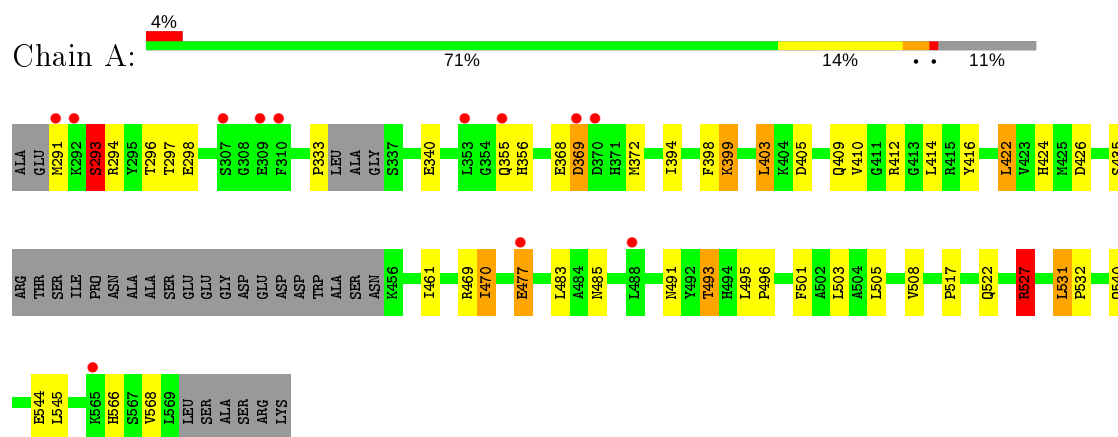 4%
Chain A:
71% 14% • • 11%
ALA GLU M291 K292 S293 R294 Y295 T296 T297 E298 S307 G308 E309 F310 P333 LEU ALA GLY S337 E340 L353 G354 Q355 H356 E368 D369 D370 H371 M372 I394 F398 K399 L403 K404 D405 Q409 V410 G411 R412 G413 L414 R415 Y416 L422 V423 H424 M425 D426 S435
ARG THR SER ILE PRO ASN ALA ALA SER GLU GLU GLY ASP GLU ASP ASP TRP ALA SER ASN K456 I461 R469 I470 E477 L483 A484 N485 L488 N491 Y492 T493 H494 L495 P496 F501 A502 L503 A504 L505 V508 P517 Q522 R527 L531 P532
E544 L545 K565 H566 S567 V568 L569 LEU SER ALA SER ARG LYS